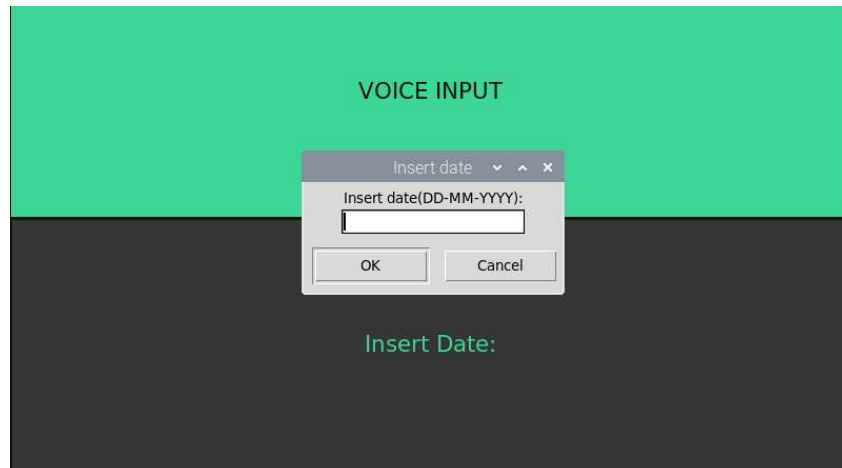 VOICE INPUT
Insert date
Insert date(DD-MM-YYYY):
OK
Cancel
Insert Date: